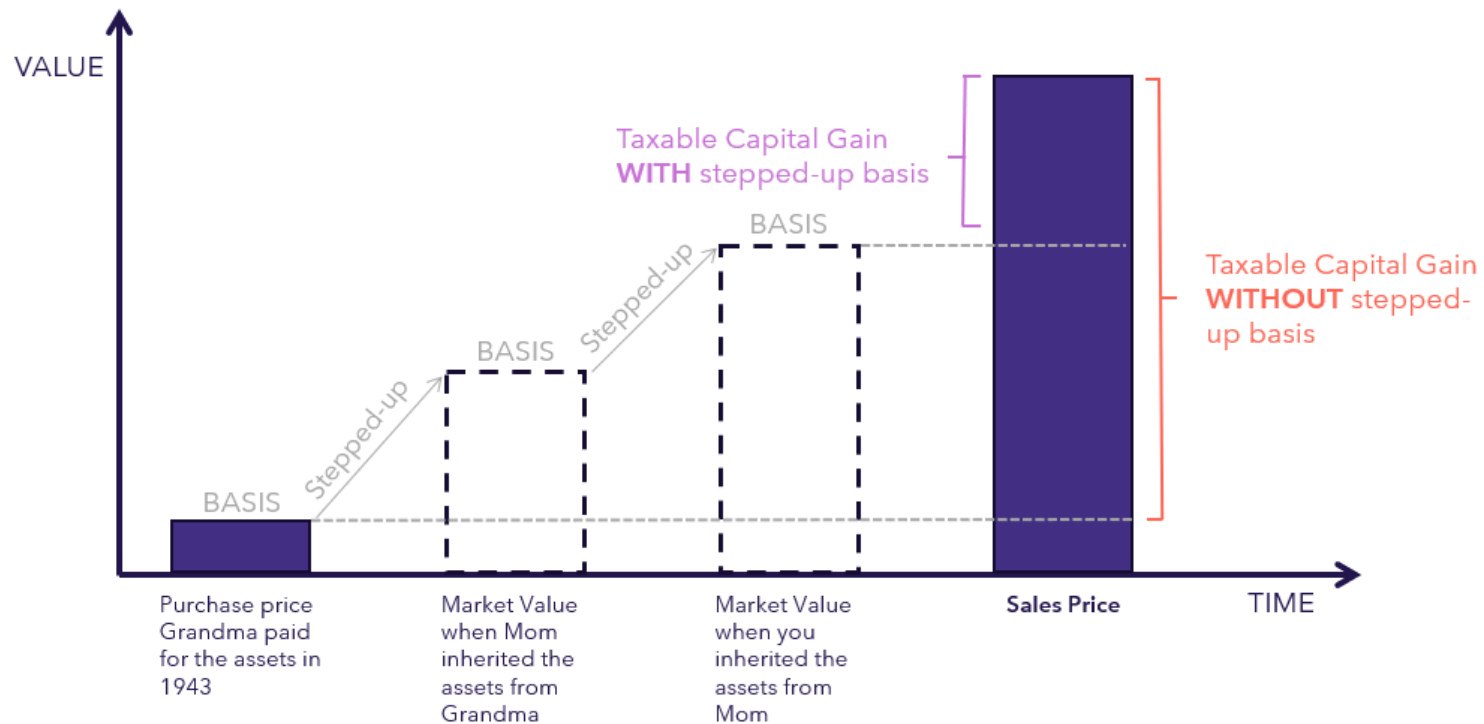 VALUE
Taxable Capital Gain
WITH stepped-up basis
BASIS
Stepped-up
Taxable Capital Gain
WITHOUT stepped-
up basis
BASIS
Stepped-up
BASIS
Purchase price
Grandma paid
for the assets in
1943
Market Value
when Mom
inherited the
assets from
Grandma
Market Value
when you
inherited the
assets from
Mom
Sales Price
TIME